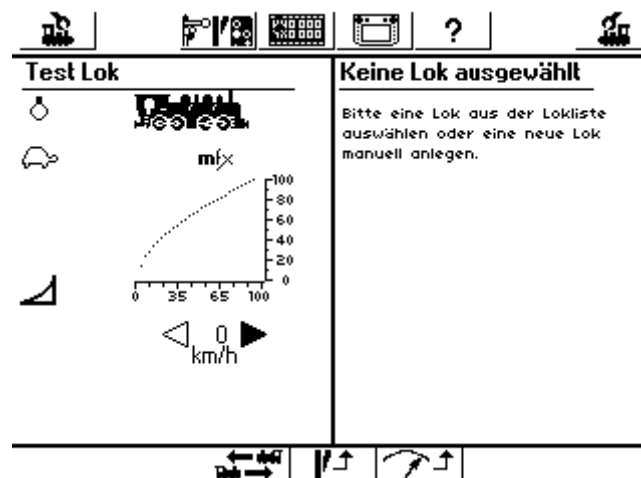 ?
Test Lok
mfx
100
80
60
40
20
0
0 35 65 100
0
km/h
Keine Lok ausgewählt
Bitte eine Lok aus der Lokliste
auswählen oder eine neue Lok
manuell anlegen.